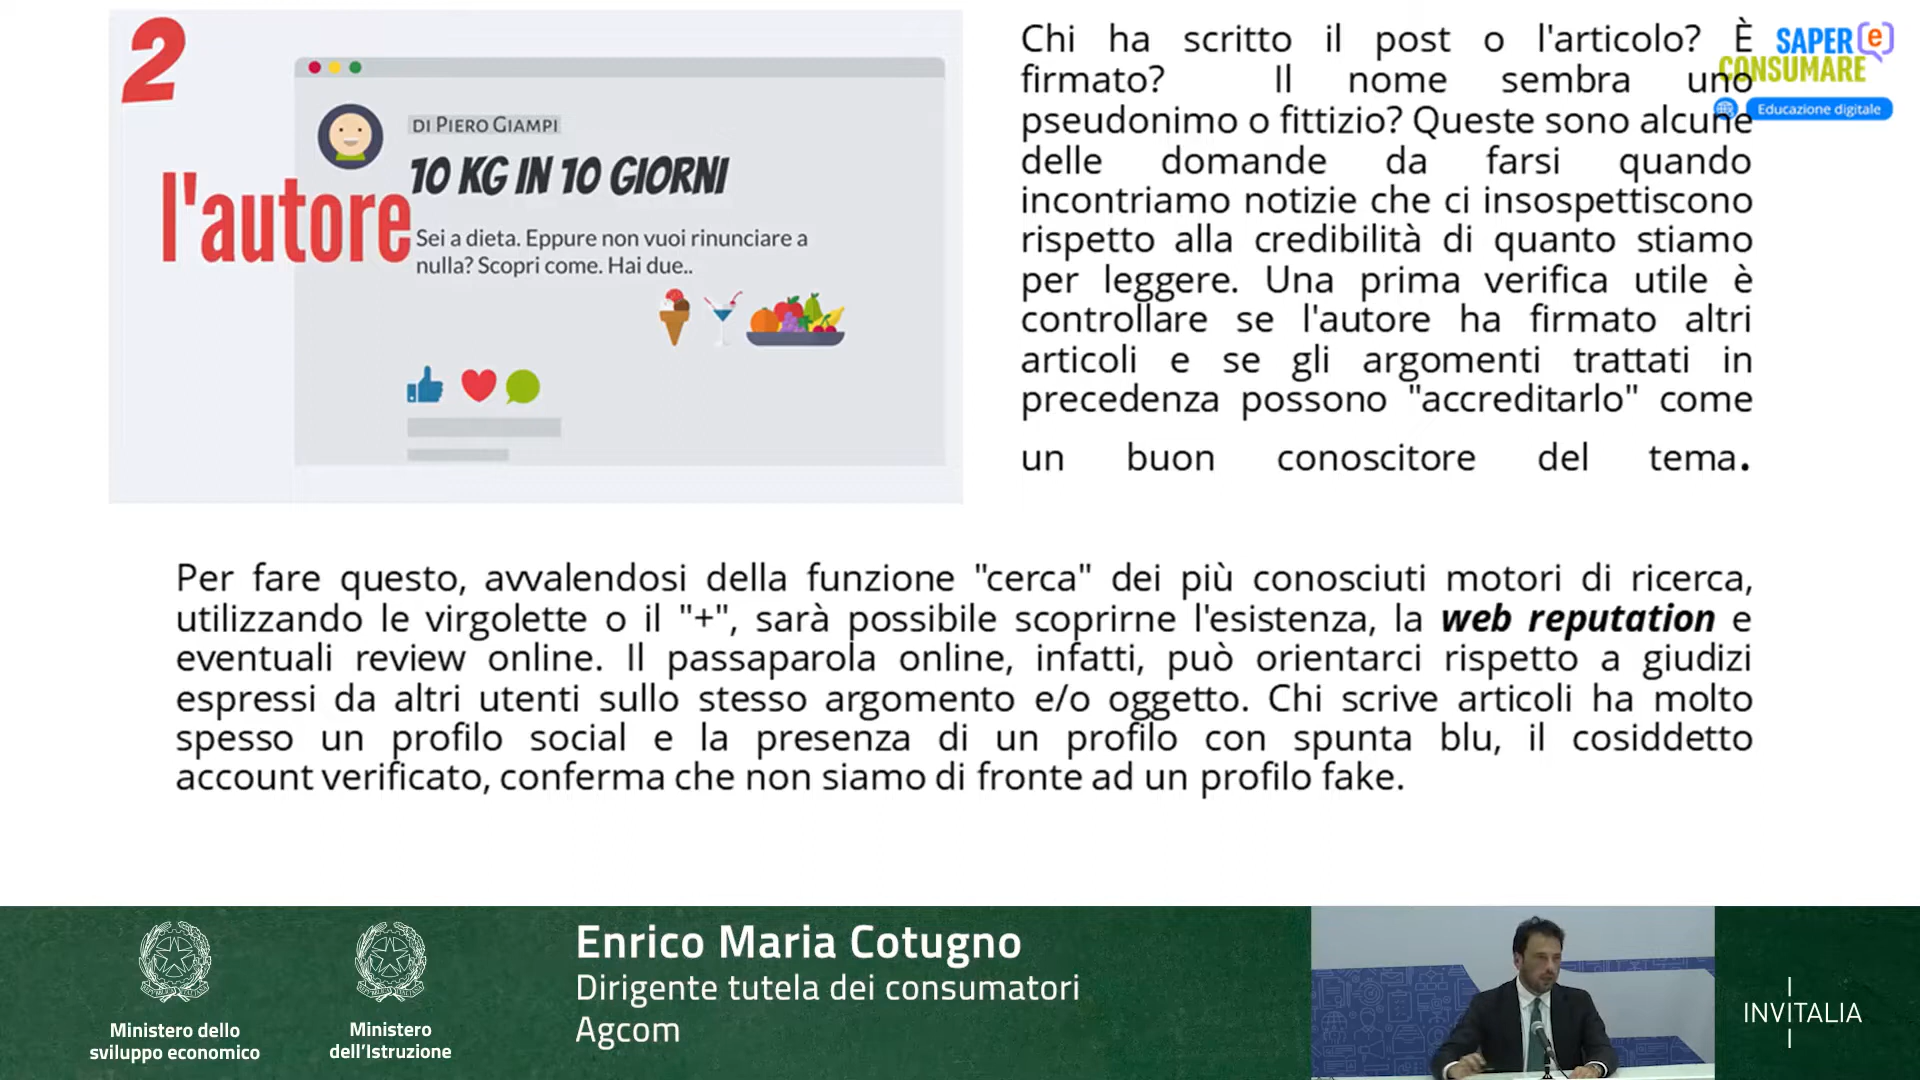 2
l'autore
DI PIERO GIAMPI
10 KG IN 10 GIORNI
Sei a dieta. Eppure non vuoi rinunciare a
nulla? Scopri come. Hai due..
Chi ha scritto il post o l'articolo? È
firmato? Il nome sembra uno
pseudonimo o fittizio? Queste sono alcune
delle domande da farsi quando
incontriamo notizie che ci insospettiscono
rispetto alla credibilità di quanto stiamo
per leggere. Una prima verifica utile è
controllare se l'autore ha firmato altri
articoli e se gli argomenti trattati in
precedenza possono "accreditarlo" come
un buon conoscitore del tema.
SAPER e
CONSUMARE
Educazione digitale
Per fare questo, avvalendosi della funzione "cerca" dei più conosciuti motori di ricerca,
utilizzando le virgolette o il "+", sarà possibile scoprirne l'esistenza, la web reputation e
eventuali review online. Il passaparola online, infatti, può orientarci rispetto a giudizi
espressi da altri utenti sullo stesso argomento e/o oggetto. Chi scrive articoli ha molto
spesso un profilo social e la presenza di un profilo con spunta blu, il cosiddetto
account verificato, conferma che non siamo di fronte ad un profilo fake.
Ministero dello
sviluppo economico
Ministero
dell'Istruzione
Enrico Maria Cotugno
Dirigente tutela dei consumatori
Agcom
INVITALIA